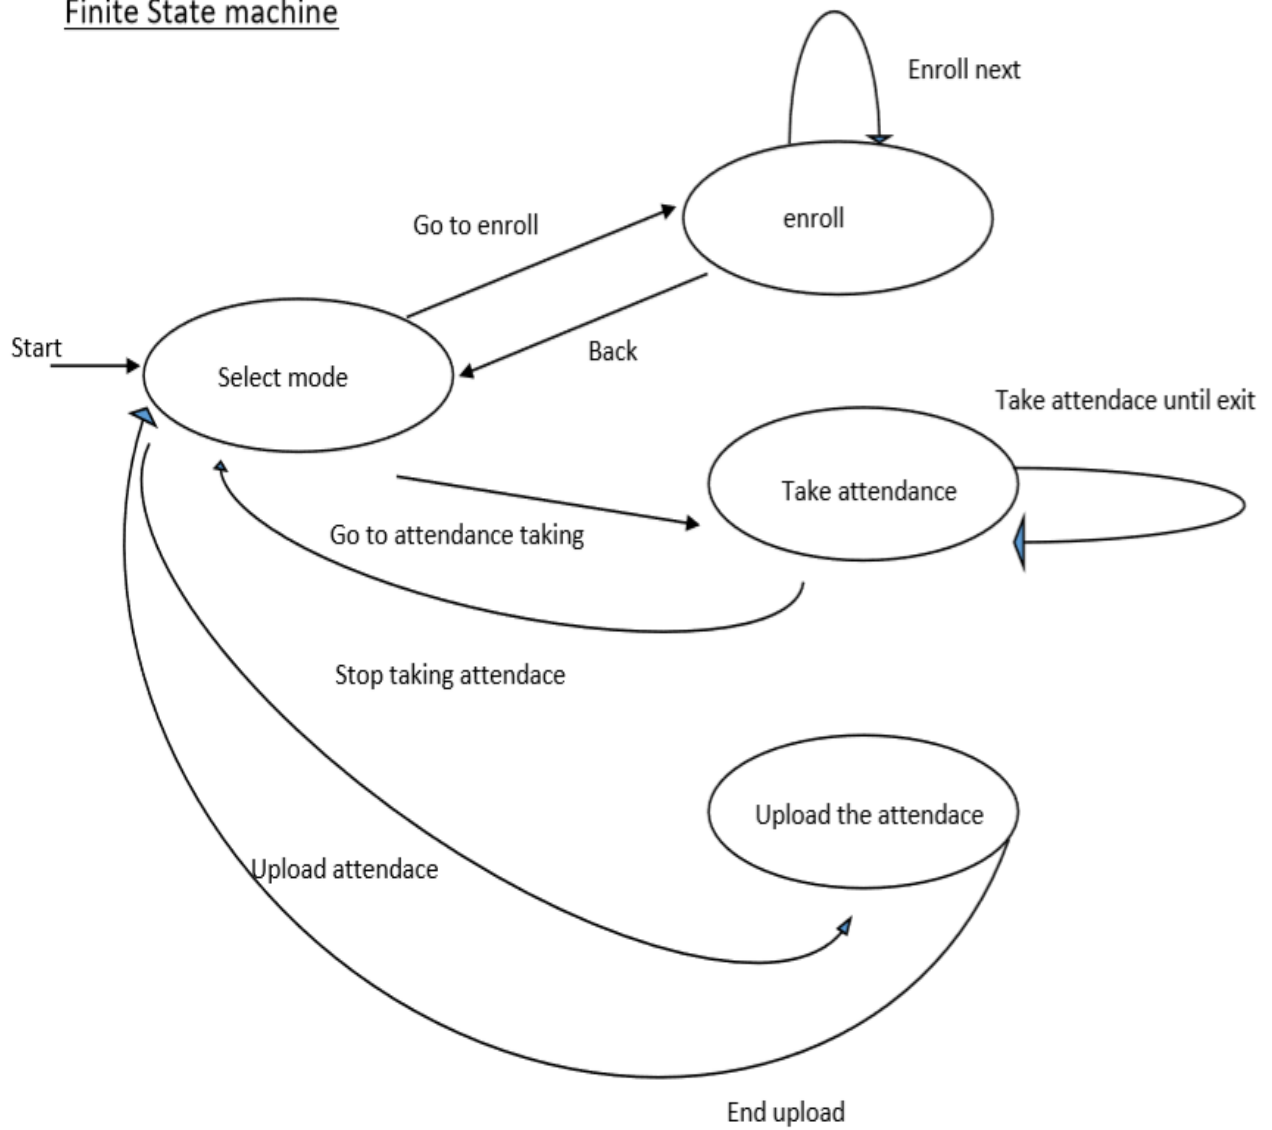 Finite State machine
Enroll next
enroll
Go to enroll
Start
Back
Select mode
Take attendace until exit
Take attendance
Go to attendance taking
Stop taking attendace
Upload the attendace
Upload attendace
End upload